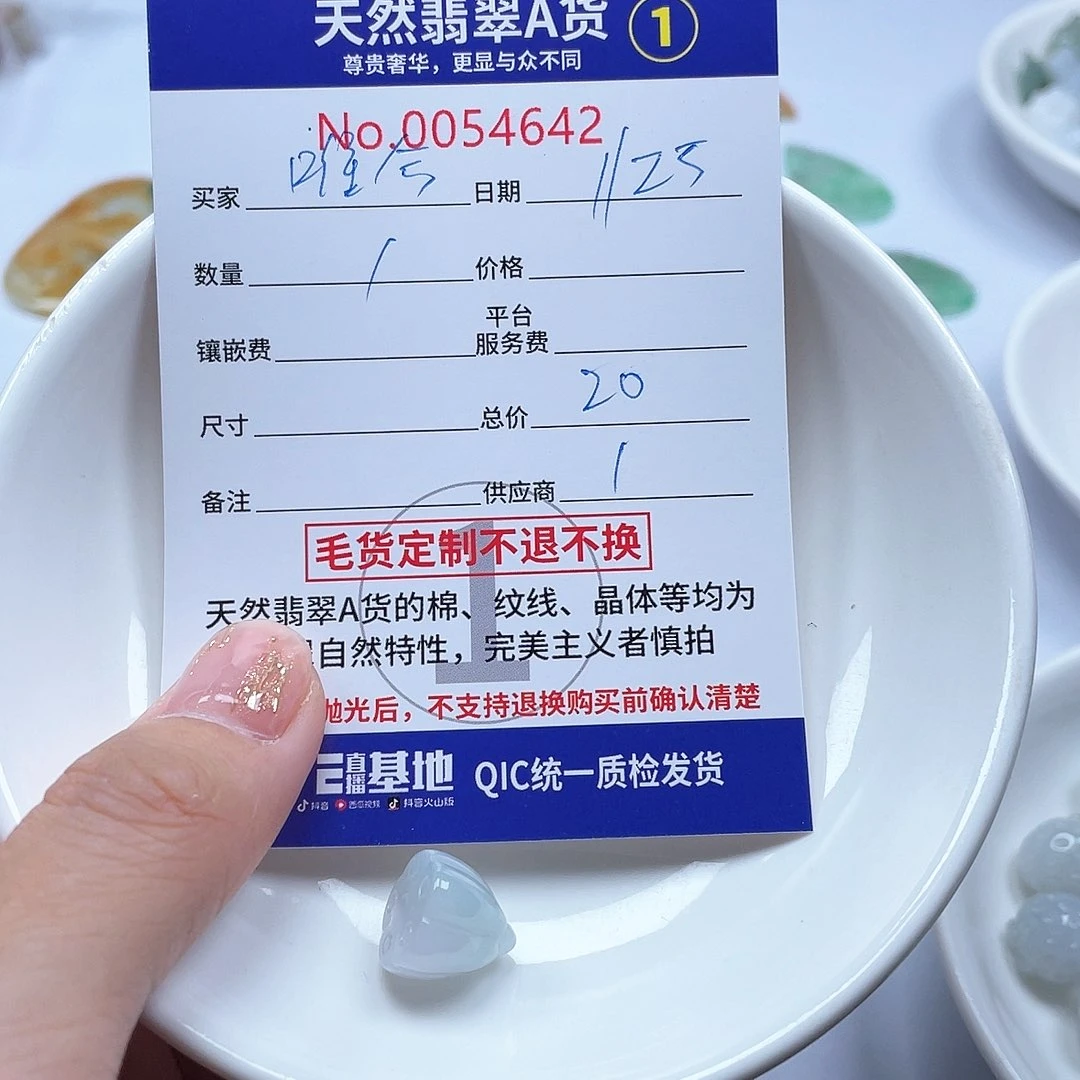 天然翡翠A货 1
尊贵奢华，更显与众不同
No.0054642
买家 唯一 日期 11/25
数量 1 价格
平台
镶嵌费 服务费
尺寸 总价 20
备注 供应商 1
毛货定制不退不换
1
天然翡翠A货的棉、纹线、晶体等均为
自然特性，完美主义者慎拍
抛光后，不支持退换购买前确认清楚
直播基地 QIC统一质检发货
抖音 西瓜视频 抖音火山版